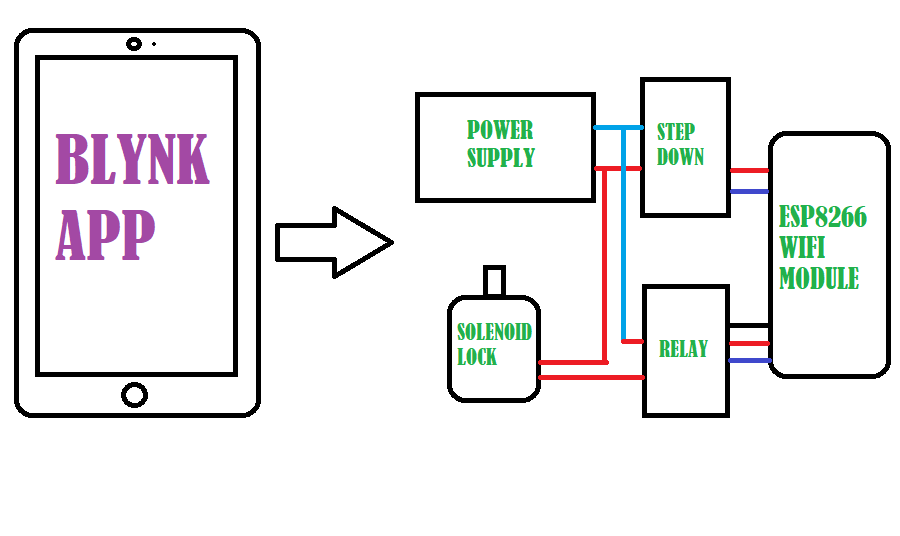 BLYNK
APP
POWER
SUPPLY
STEP
DOWN
ESP8266
WIFI
MODULE
SOLENOID
LOCK
RELAY